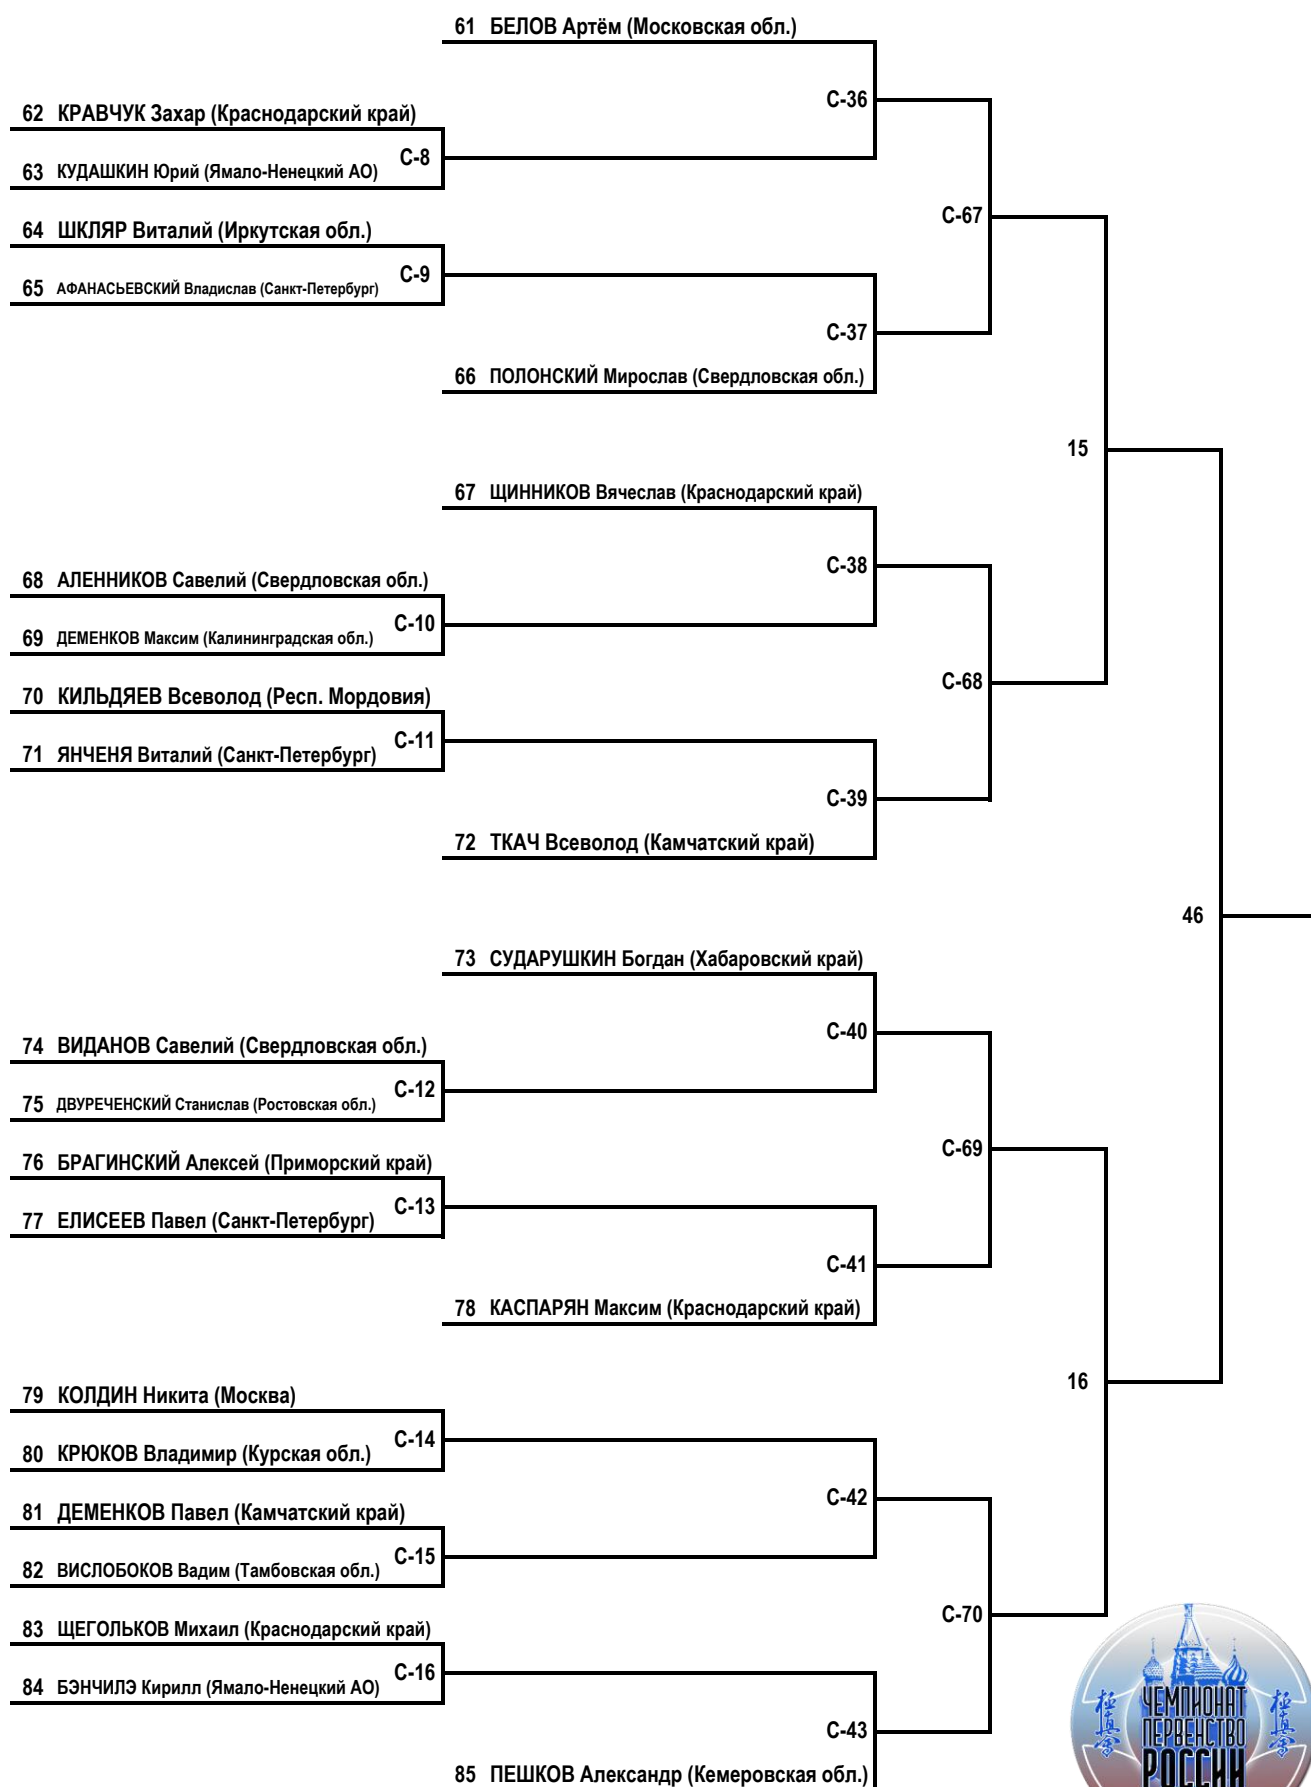 61 БЕЛОВ Артём (Московская обл.)
С-36
62 КРАВЧУК Захар (Краснодарский край)
С-8
63 КУДАШКИН Юрий (Ямало-Ненецкий АО)
С-67
64 ШКЛЯР Виталий (Иркутская обл.)
С-9
65 АФАНАСЬЕВСКИЙ Владислав (Санкт-Петербург)
С-37
66 ПОЛОНСКИЙ Мирослав (Свердловская обл.)
15
67 ЩИННИКОВ Вячеслав (Краснодарский край)
С-38
68 АЛЕННИКОВ Савелий (Свердловская обл.)
С-10
69 ДЕМЕНКОВ Максим (Калининградская обл.)
С-68
70 КИЛЬДЯЕВ Всеволод (Респ. Мордовия)
С-11
71 ЯНЧЕНЯ Виталий (Санкт-Петербург)
С-39
72 ТКАЧ Всеволод (Камчатский край)
46
73 СУДАРУШКИН Богдан (Хабаровский край)
С-40
74 ВИДАНОВ Савелий (Свердловская обл.)
С-12
75 ДВУРЕЧЕНСКИЙ Станислав (Ростовская обл.)
С-69
76 БРАГИНСКИЙ Алексей (Приморский край)
С-13
77 ЕЛИСЕЕВ Павел (Санкт-Петербург)
С-41
78 КАСПАРЯН Максим (Краснодарский край)
16
79 КОЛДИН Никита (Москва)
С-14
80 КРЮКОВ Владимир (Курская обл.)
С-42
81 ДЕМЕНКОВ Павел (Камчатский край)
С-15
82 ВИСЛОБОКОВ Вадим (Тамбовская обл.)
С-70
83 ЩЕГОЛЬКОВ Михаил (Краснодарский край)
С-16
84 БЭНЧИЛЭ Кирилл (Ямало-Ненецкий АО)
С-43
85 ПЕШКОВ Александр (Кемеровская обл.)
極真会
ЧЕМПИОНАТ
ПЕРВЕНСТВО
РОССИИ
極真会